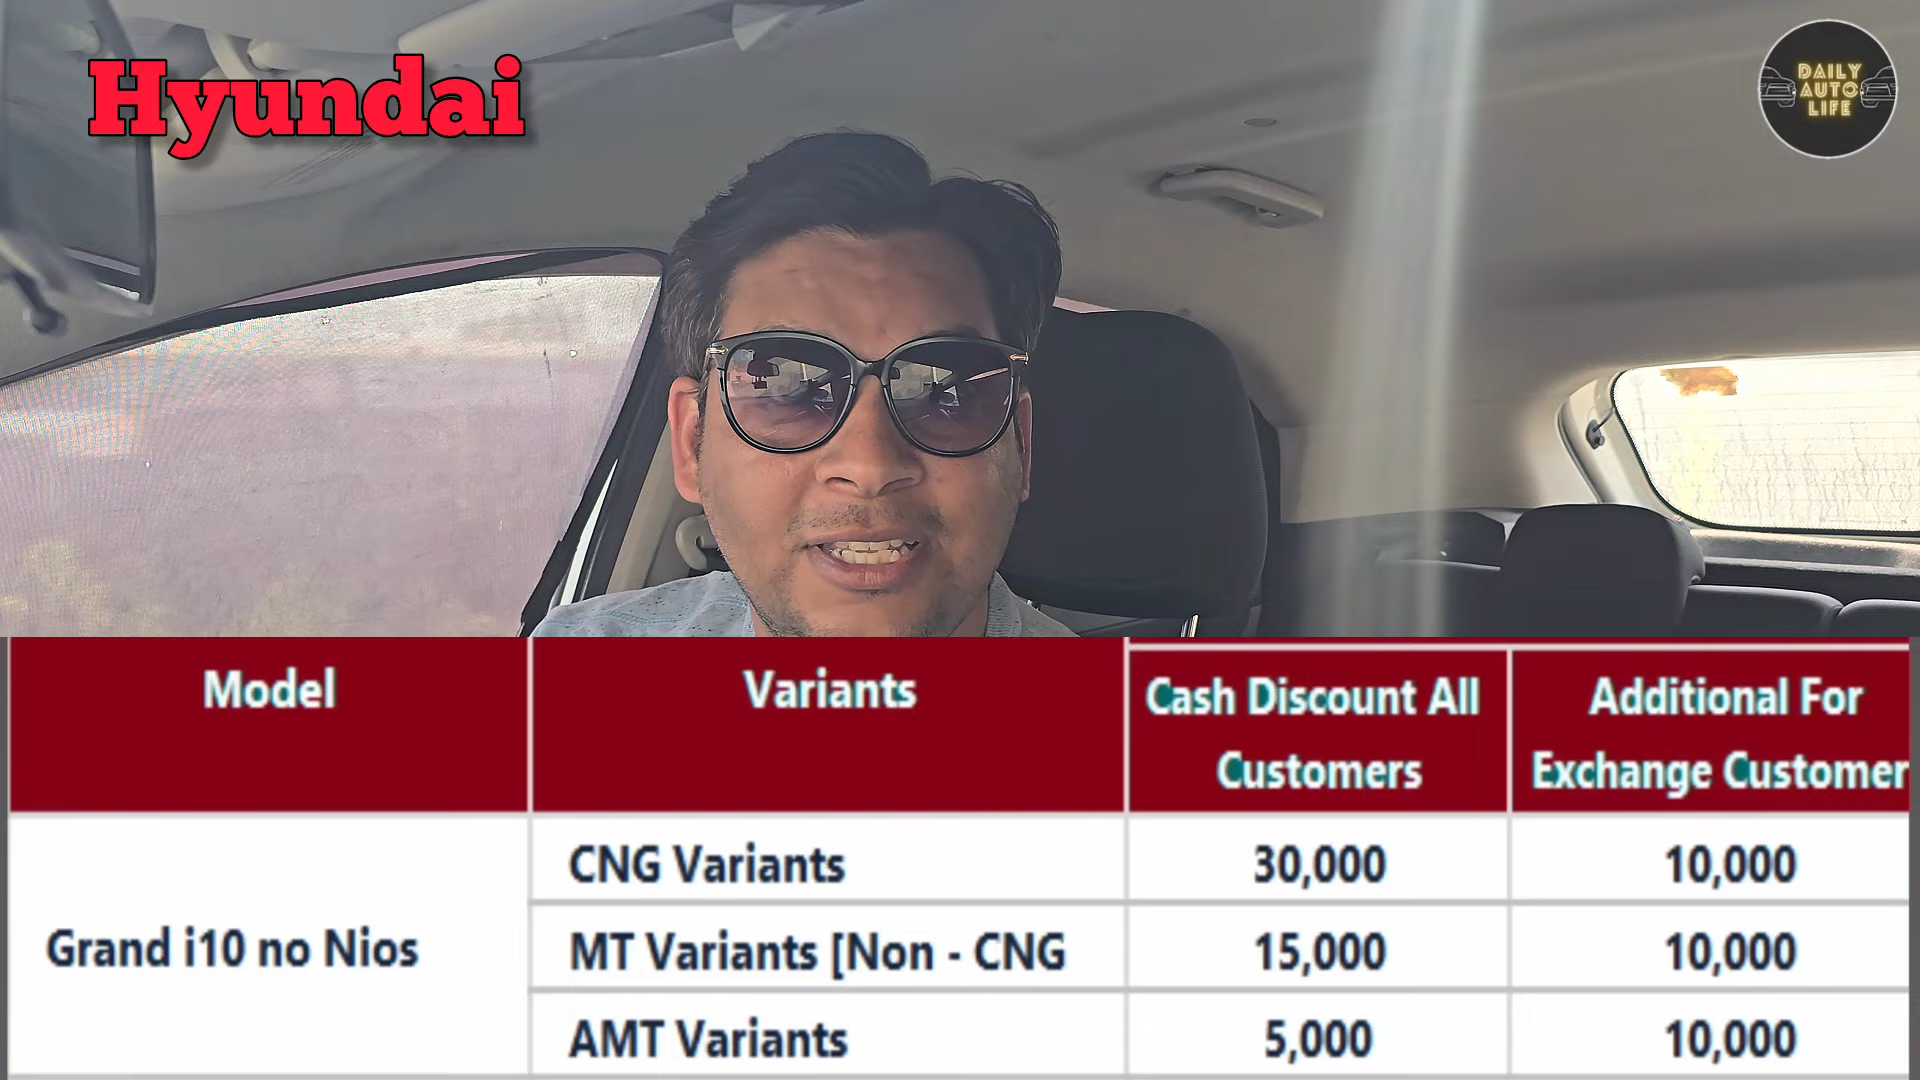 Hyundai
DAILY
AUTO
LIFE
Model
Variants
Cash Discount All
Customers
Additional For
Exchange Customer
Grand i10 no Nios
CNG Variants
30,000
10,000
MT Variants [Non - CNG
15,000
10,000
AMT Variants
5,000
10,000